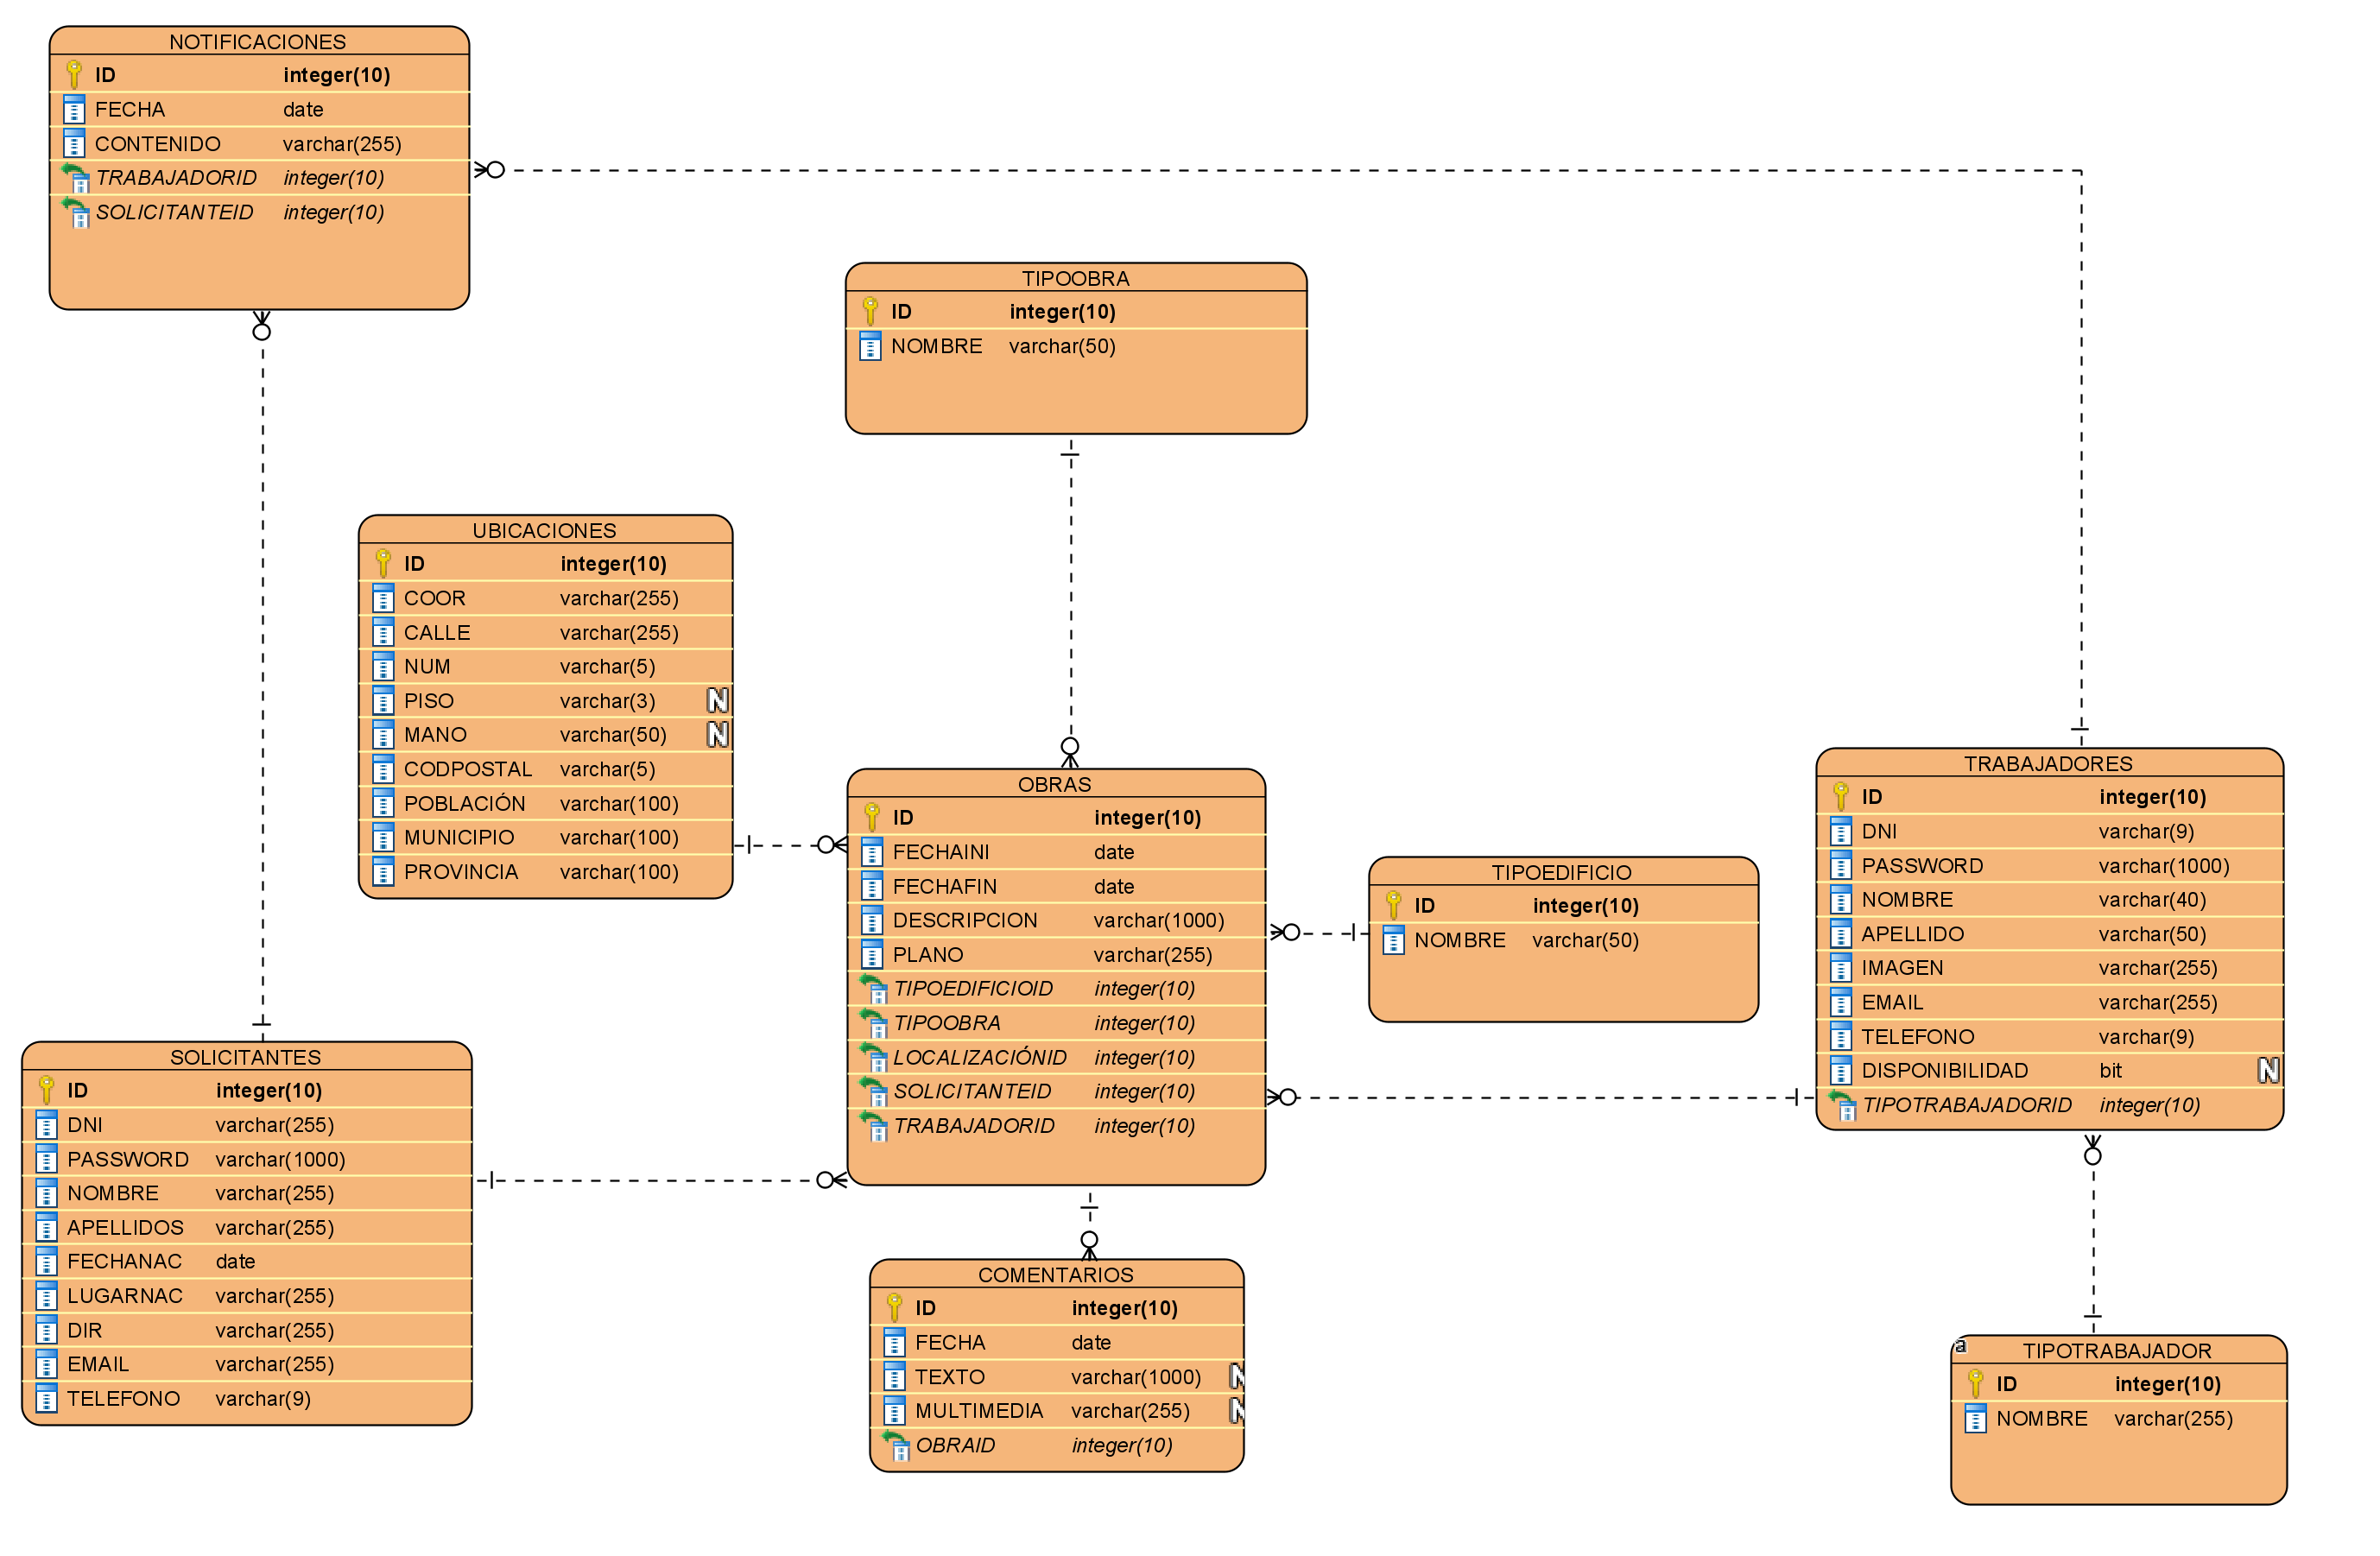 NOTIFICACIONES
ID integer(10)
FECHA date
CONTENIDO varchar(255)
TRABAJADORID integer(10)
SOLICITANTEID integer(10)
TIPOOBRA
ID integer(10)
NOMBRE varchar(50)
UBICACIONES
ID integer(10)
COOR varchar(255)
CALLE varchar(255)
NUM varchar(5)
PISO varchar(3) N
MANO varchar(50) N
CODPOSTAL varchar(5)
POBLACIÓN varchar(100)
MUNICIPIO varchar(100)
PROVINCIA varchar(100)
OBRAS
ID integer(10)
FECHAINI date
FECHAFIN date
DESCRIPCION varchar(1000)
PLANO varchar(255)
TIPOEDIFICIOID integer(10)
TIPOOBRA integer(10)
LOCALIZACIÓNID integer(10)
SOLICITANTEID integer(10)
TRABAJADORID integer(10)
TIPOEDIFICIO
ID integer(10)
NOMBRE varchar(50)
TRABAJADORES
ID integer(10)
DNI varchar(9)
PASSWORD varchar(1000)
NOMBRE varchar(40)
APELLIDO varchar(50)
IMAGEN varchar(255)
EMAIL varchar(255)
TELEFONO varchar(9)
DISPONIBILIDAD bit N
TIPOTRABAJADORID integer(10)
SOLICITANTES
ID integer(10)
DNI varchar(255)
PASSWORD varchar(1000)
NOMBRE varchar(255)
APELLIDOS varchar(255)
FECHANAC date
LUGARNAC varchar(255)
DIR varchar(255)
EMAIL varchar(255)
TELEFONO varchar(9)
COMENTARIOS
ID integer(10)
FECHA date
TEXTO varchar(1000) N
MULTIMEDIA varchar(255) N
OBRAID integer(10)
a
TIPOTRABAJADOR
ID integer(10)
NOMBRE varchar(255)